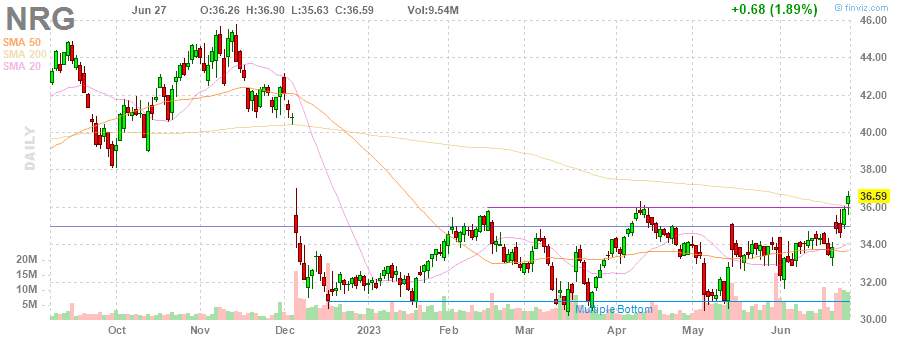 NRG Jun 27 O:36.26 H:36.90 L:35.63 C:36.59 Vol:9.54M +0.68 (1.89%) © finviz.com
SMA 50
SMA 200
SMA 20
DAILY
46.00
44.00
42.00
40.00
38.00
36.59
36.00
34.00
32.00
30.00
20M
15M
10M
5M
Multiple Bottom
Oct Nov Dec 2023 Feb Mar Apr May Jun